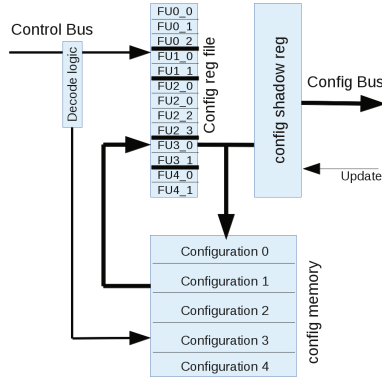 Control Bus
Decode logic
FU0_0
FU0_1
FU0_2
FU1_0
FU1_1
FU2_0
FU2_0
FU2_2
FU2_3
FU3_0
FU3_1
FU4_0
FU4_1
Config reg file
config shadow reg
Config Bus
Update
Configuration 0
Configuration 1
Configuration 2
Configuration 3
Configuration 4
config memory